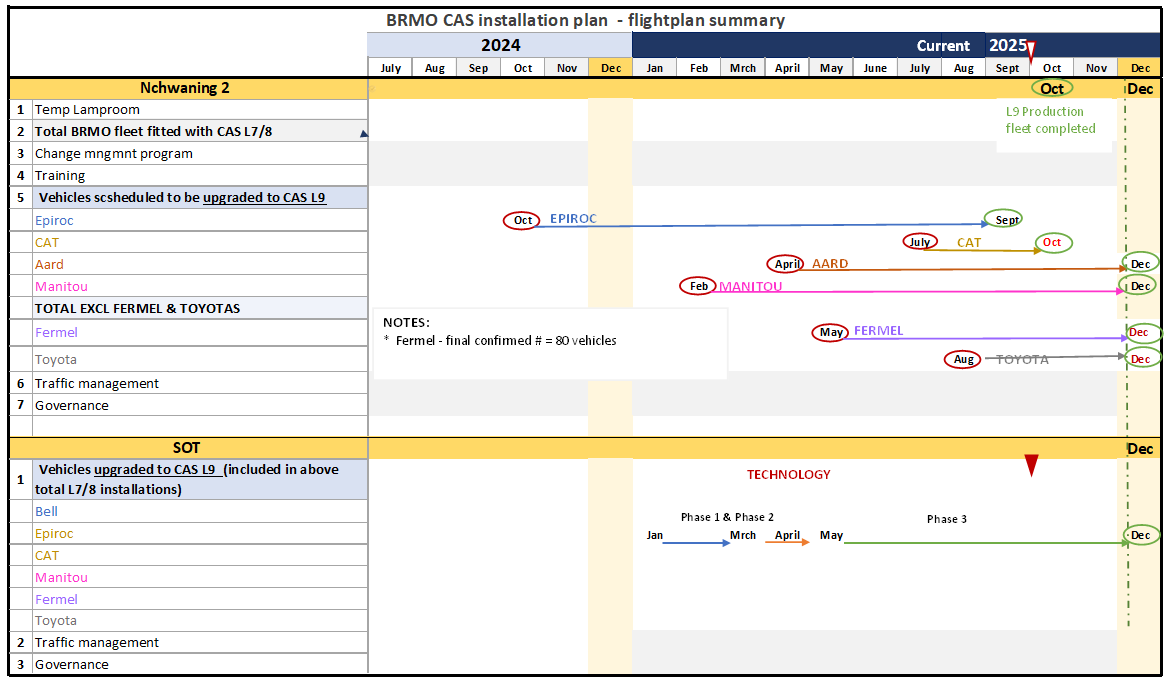 BRMO CAS installation plan - flightplan summary
2024
Current 2025
July Aug Sep Oct Nov Dec Jan Feb Mrch April May June July Aug Sept Oct Nov Dec
Nchwaning 2 Oct Dec
1 Temp Lamproom
L9 Production
fleet completed
2 Total BRMO fleet fitted with CAS L7/8
3 Change mngmnt program
4 Training
5 Vehicles scsheduled to be upgraded to CAS L9
Epiroc Oct EPIROC Sept
CAT July CAT Oct
Aard April AARD Dec
Manitou Feb MANITOU Dec
TOTAL EXCL FERMEL & TOYOTAS
NOTES:
* Fermel - final confirmed # = 80 vehicles
Fermel May FERMEL Dec
Toyota Aug TOYOTA Dec
6 Traffic management
7 Governance
SOT Dec
1 Vehicles upgraded to CAS L9 (included in above
total L7/8 installations)
TECHNOLOGY
Bell
Phase 1 & Phase 2 Phase 3
Epiroc Jan Mrch April May Dec
CAT
Manitou
Fermel
Toyota
2 Traffic management
3 Governance